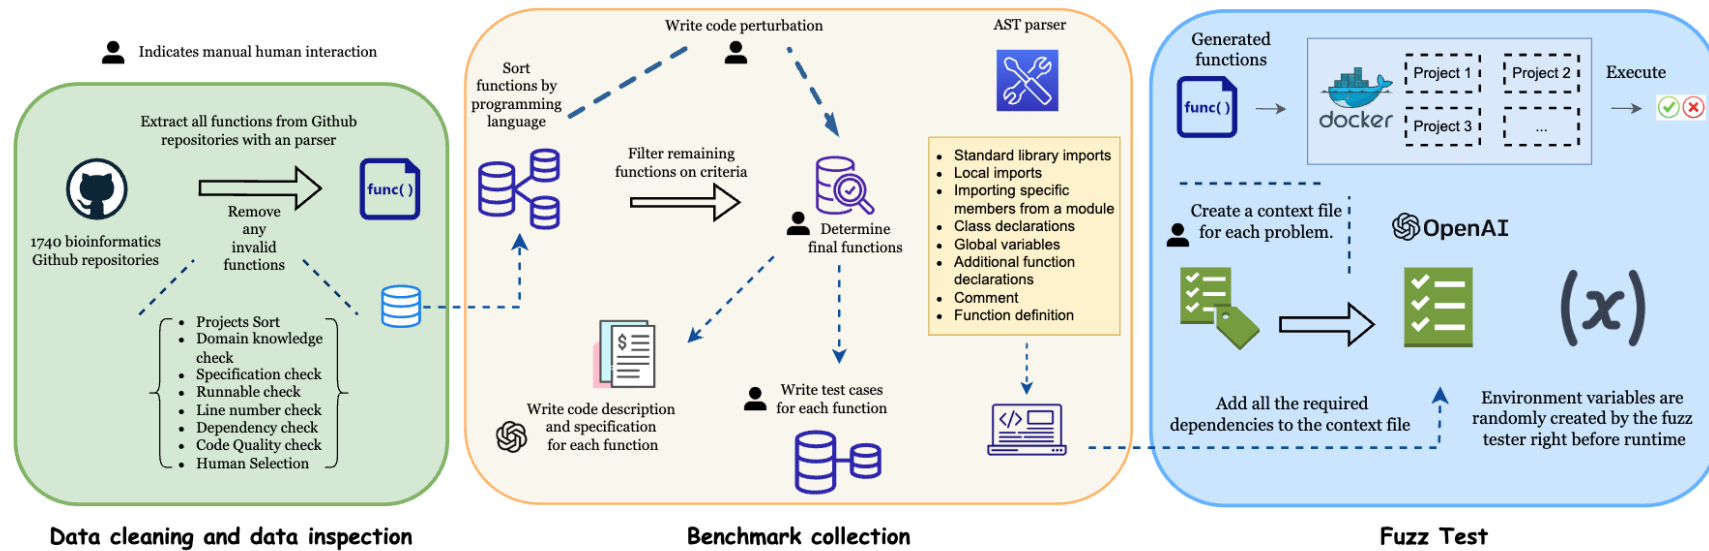 Indicates manual human interaction
Extract all functions from Github
repositories with an parser
func( )
1740 bioinformatics
Github repositories
Remove
any
invalid
functions
Projects Sort
Domain knowledge
check
Specification check
Runnable check
Line number check
Dependency check
Code Quality check
Human Selection
Data cleaning and data inspection
Write code perturbation
Sort
functions by
programming
language
Filter remaining
functions on criteria
Determine
final functions
Write code description
and specification
for each function
Write test cases
for each function
AST parser
Standard library imports
Local imports
Importing specific
members from a module
Class declarations
Global variables
Additional function
declarations
Comment
Function definition
</>
$
Benchmark collection
Generated
functions
func( )
docker
Project 1
Project 2
Project 3
...
Execute
Create a context file
for each problem.
OpenAI
(x)
Add all the required
dependencies to the context file
Environment variables are
randomly created by the fuzz
tester right before runtime
Fuzz Test